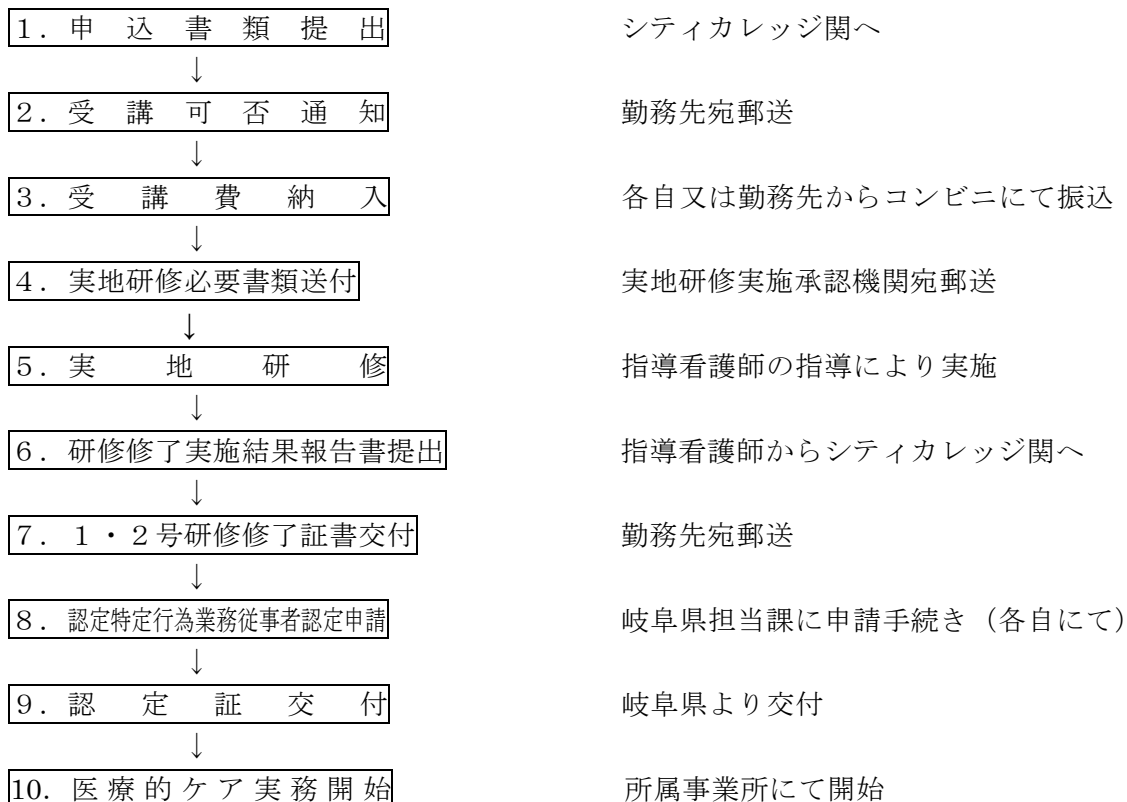 1．申込書類提出 シティカレッジ関へ
↓
2．受講可否通知 勤務先宛郵送
↓
3．受講費納入 各自又は勤務先からコンビニにて振込
↓
4．実地研修必要書類送付 実地研修実施承認機関宛郵送
↓
5．実地研修 指導看護師の指導により実施
↓
6．研修修了実施結果報告書提出 指導看護師からシティカレッジ関へ
↓
7．1・2号研修修了証書交付 勤務先宛郵送
↓
8．認定特定行為業務従事者認定申請 岐阜県担当課に申請手続き（各自にて）
↓
9．認定証交付 岐阜県より交付
↓
10．医療的ケア実務開始 所属事業所にて開始